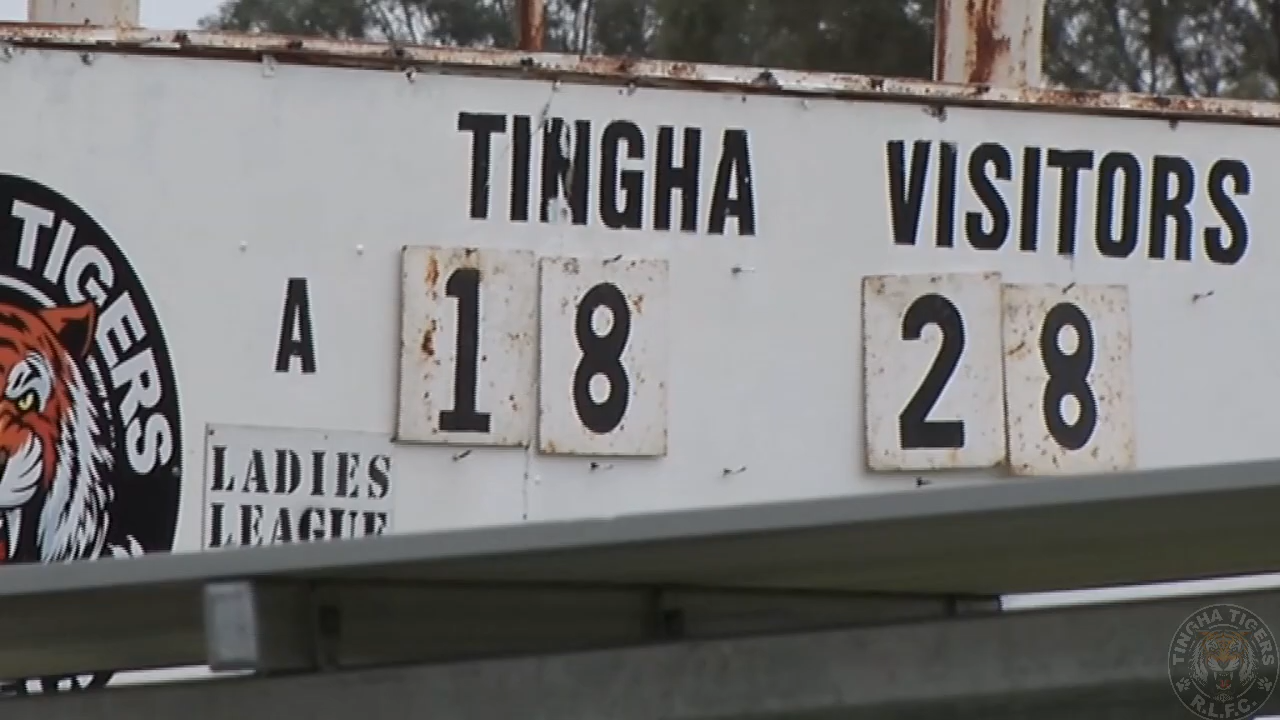 TINGHA VISITORS
TIGERS
A 18 28
LADIES
LEAGUE
TINGHA TIGERS
R.L.F.C.